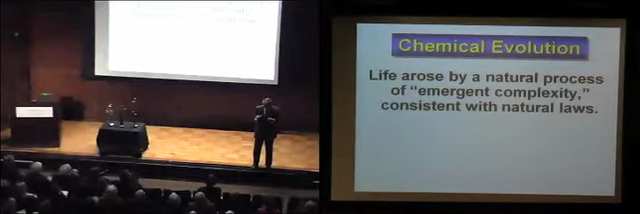 Chemical Evolution
Life arose by a natural process
of “emergent complexity,”
consistent with natural laws.